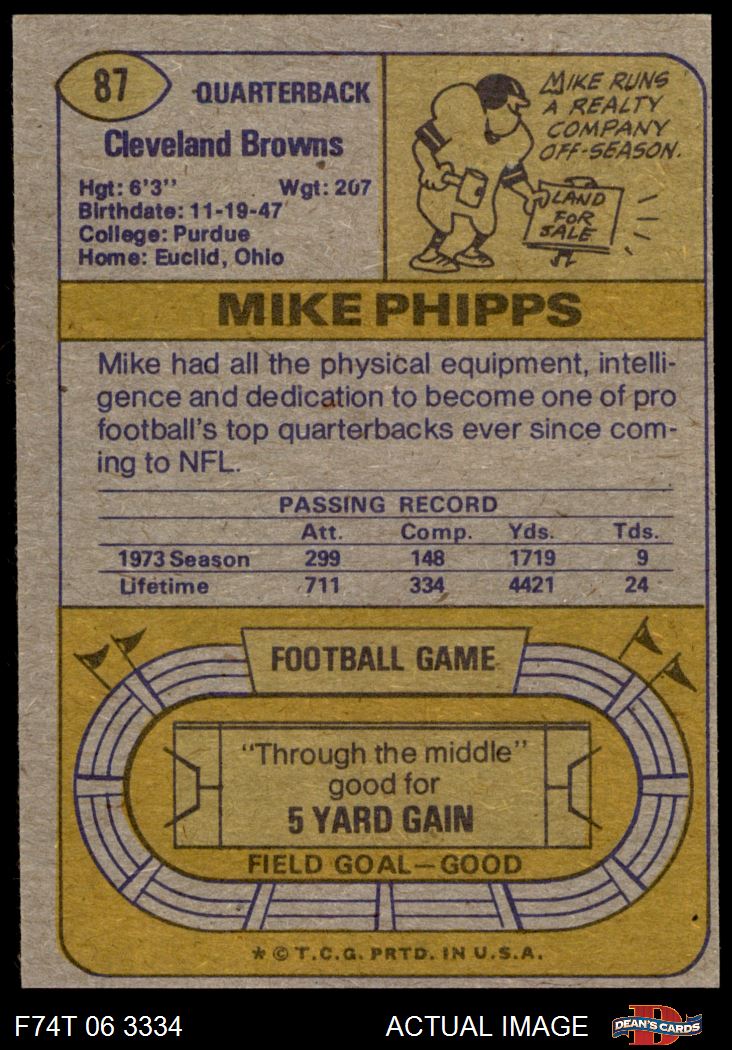 87
QUARTERBACK
Cleveland Browns
Hgt: 6'3" Wgt: 207
Birthdate: 11-19-47
College: Purdue
Home: Euclid, Ohio
MIKE RUNS
A REALTY
COMPANY
OFF-SEASON.
LAND
FOR
SALE
MIKE PHIPPS
Mike had all the physical equipment, intelli-
gence and dedication to become one of pro
football's top quarterbacks ever since com-
ing to NFL.
PASSING RECORD
Att. Comp. Yds. Tds.
1973 Season 299 148 1719 9
Lifetime 711 334 4421 24
FOOTBALL GAME
"Through the middle"
good for
5 YARD GAIN
FIELD GOAL—GOOD
* © T.C.G. PRTD. IN U.S.A.
F74T 06 3334 ACTUAL IMAGE DEAN'S CARDS